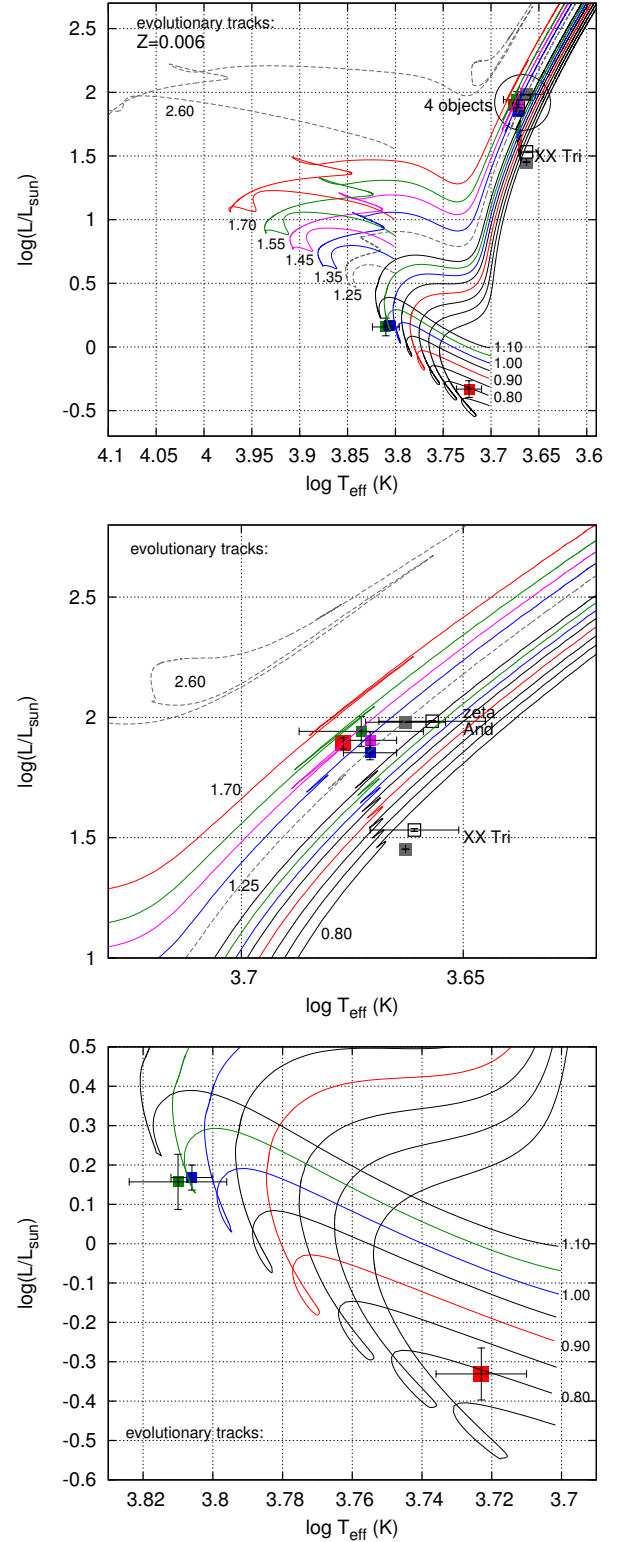 evolutionary tracks:
Z=0.006
2.60
4 objects
XX Tri
1.70
1.55
1.45
1.35
1.25
1.10
1.00
0.90
0.80
2.5
2
1.5
1
0.5
0
-0.5
log(L/L_sun)
4.1 4.05 4 3.95 3.9 3.85 3.8 3.75 3.7 3.65 3.6
log T_eff (K)
evolutionary tracks:
2.60
zeta
And
1.70
XX Tri
1.25
0.80
2.5
2
1.5
1
log(L/L_sun)
3.7 3.65
log T_eff (K)
0.5
0.4
0.3
0.2
0.1
0
-0.1
-0.2
-0.3
-0.4
-0.5
-0.6
log(L/L_sun)
1.10
1.00
0.90
0.80
evolutionary tracks:
3.82 3.8 3.78 3.76 3.74 3.72 3.7
log T_eff (K)